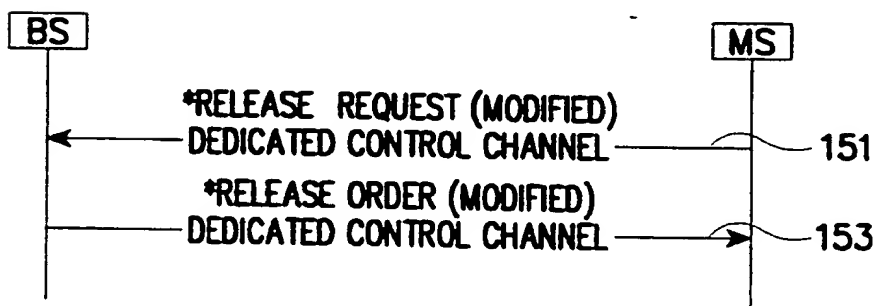 BS
MS
*RELEASE REQUEST (MODIFIED)
DEDICATED CONTROL CHANNEL
151
*RELEASE ORDER (MODIFIED)
DEDICATED CONTROL CHANNEL
153